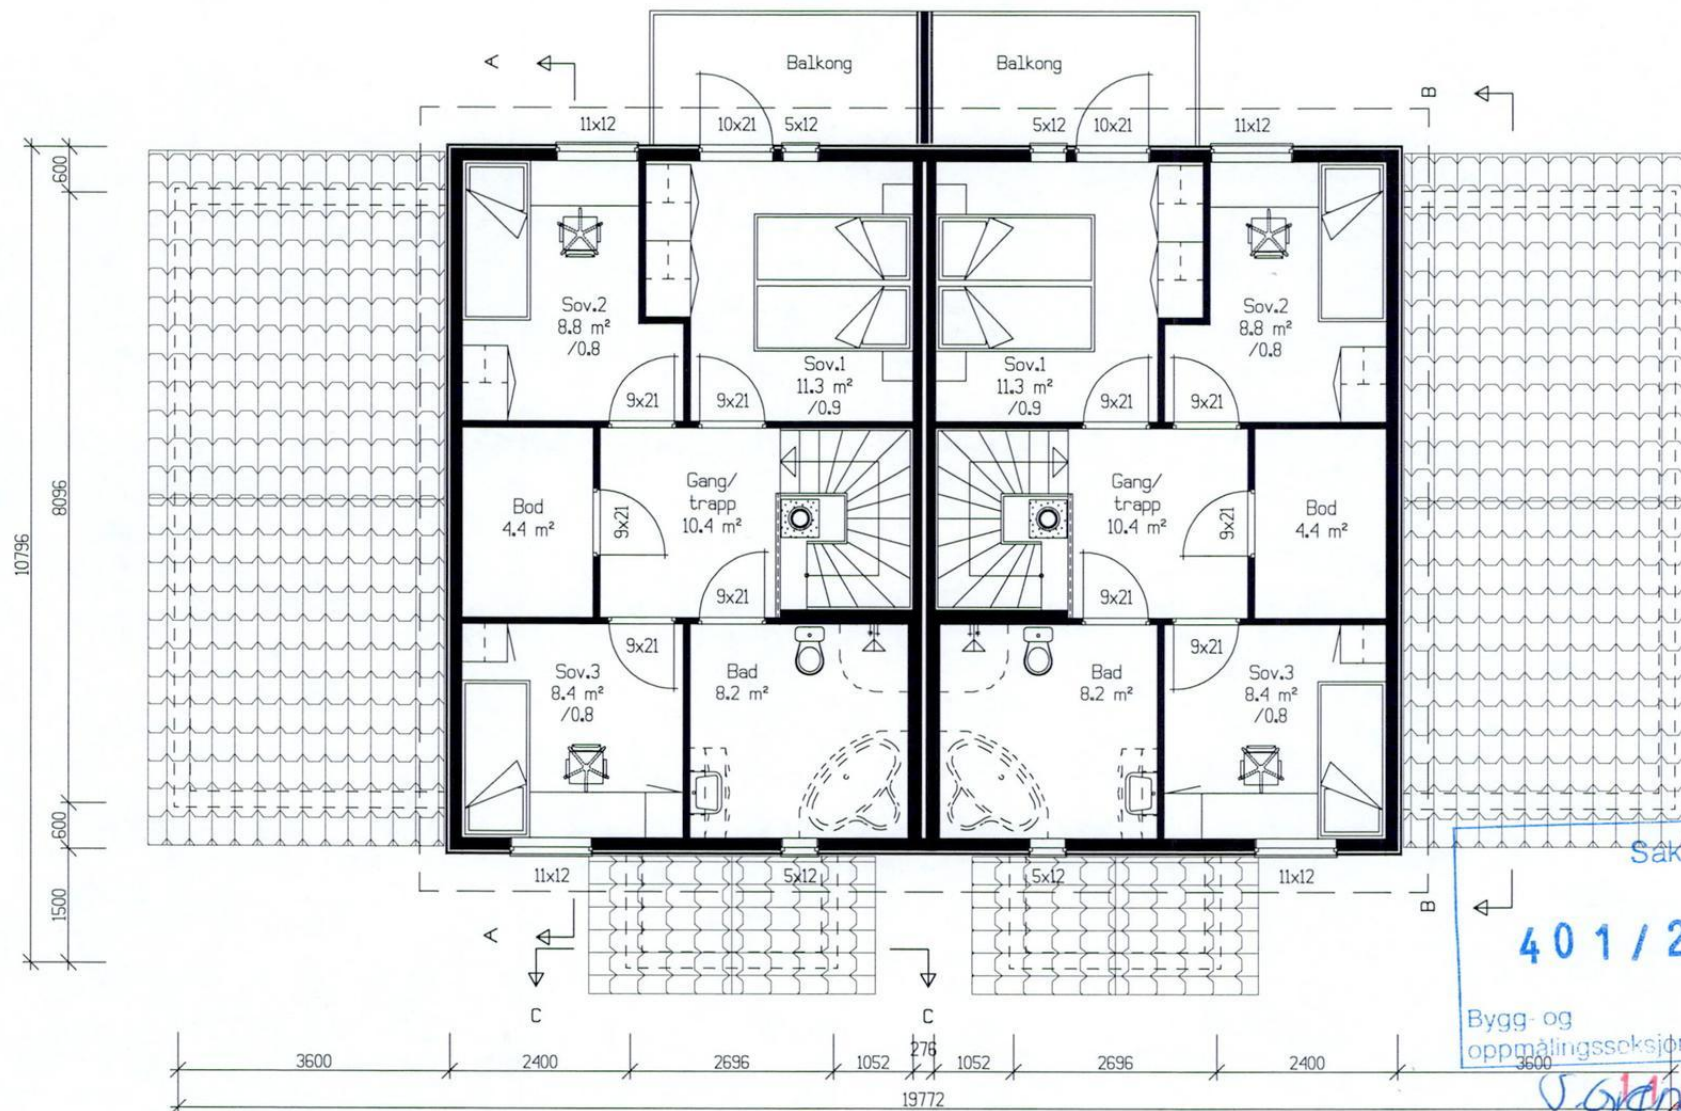 Balkong
Balkong
A
B
11x12
10x21
5x12
5x12
10x21
11x12
600
Sov.2
8.8 m²
/0.8
Sov.1
11.3 m²
/0.9
Sov.1
11.3 m²
/0.9
Sov.2
8.8 m²
/0.8
9x21
9x21
9x21
9x21
10796
8096
Bod
4.4 m²
9x21
Gang/
trapp
10.4 m²
Gang/
trapp
10.4 m²
9x21
Bod
4.4 m²
9x21
9x21
9x21
9x21
Sov.3
8.4 m²
/0.8
Bad
8.2 m²
Bad
8.2 m²
Sov.3
8.4 m²
/0.8
600
1500
11x12
5x12
5x12
11x12
A
B
C
C
Sak
401/2
Bygg- og
oppmålingsseksjon
3600
2400
2696
1052
276
1052
2696
2400
3600
19772